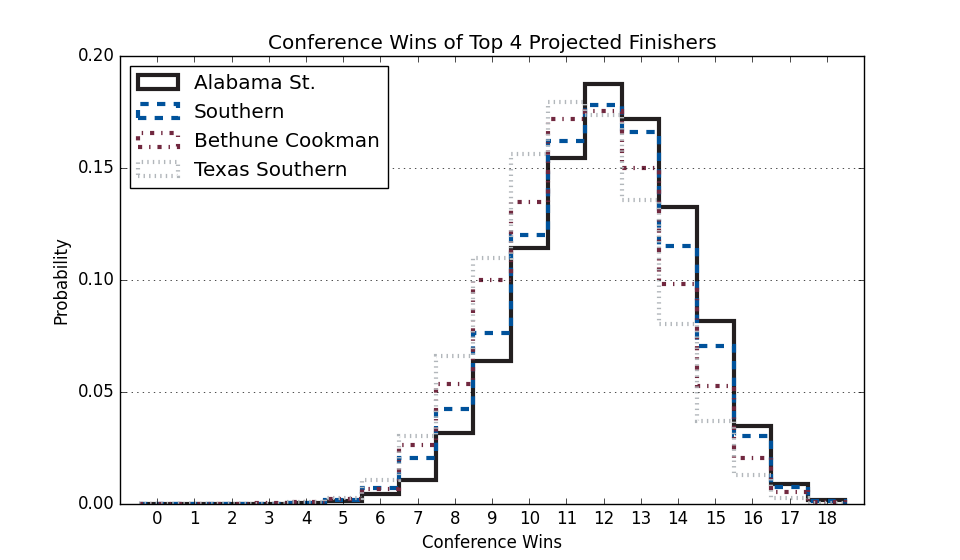 Conference Wins of Top 4 Projected Finishers
0.20
Alabama St.
Southern
Bethune Cookman
Texas Southern
0.15
Probability
0.10
0.05
0.00
0 1 2 3 4 5 6 7 8 9 10 11 12 13 14 15 16 17 18
Conference Wins